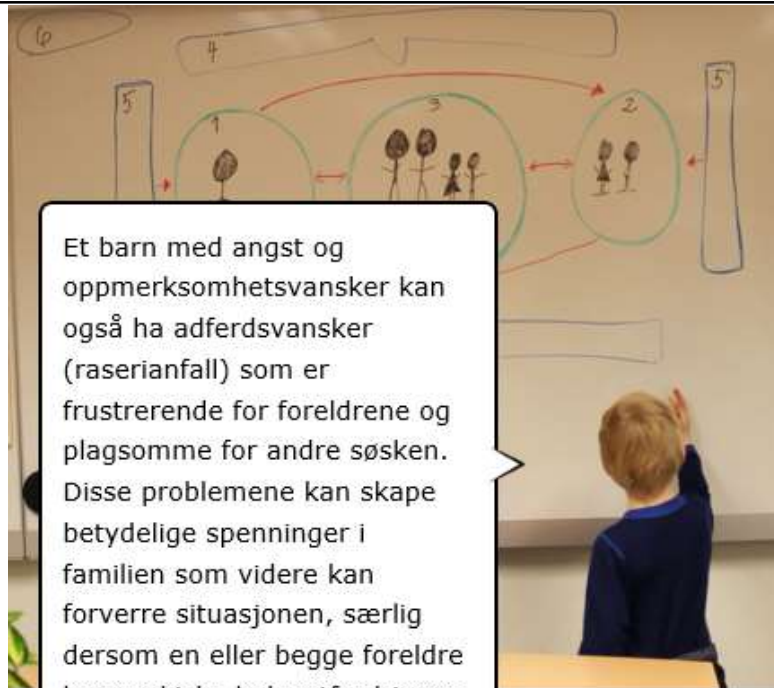 6
4
5
5
1
3
2
Et barn med angst og
oppmerksomhetsvansker kan
også ha adferdsvansker
(raserianfall) som er
frustrerende for foreldrene og
plagsomme for andre søsken.
Disse problemene kan skape
betydelige spenninger i
familien som videre kan
forverre situasjonen, særlig
dersom en eller begge foreldre